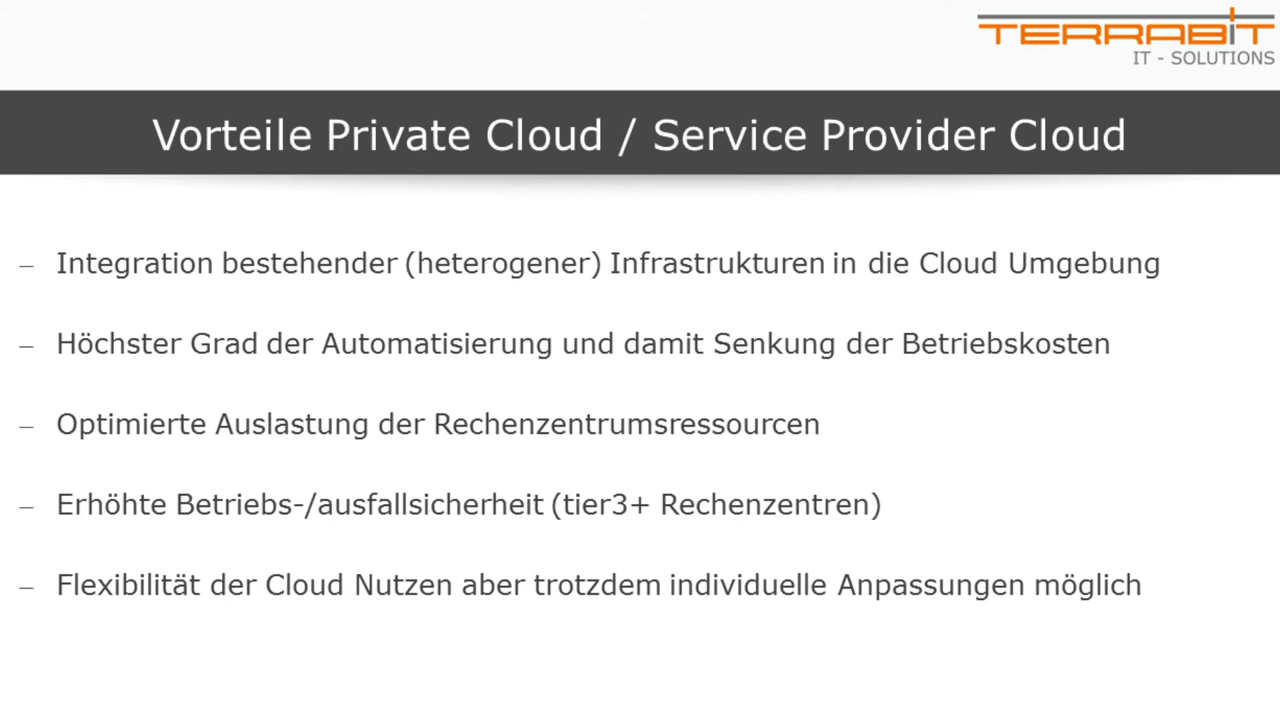 TERRABIT
IT - SOLUTIONS
Vorteile Private Cloud / Service Provider Cloud
– Integration bestehender (heterogener) Infrastrukturen in die Cloud Umgebung
– Höchster Grad der Automatisierung und damit Senkung der Betriebskosten
– Optimierte Auslastung der Rechenzentrumsressourcen
– Erhöhte Betriebs-/ausfallsicherheit (tier3+ Rechenzentren)
– Flexibilität der Cloud Nutzen aber trotzdem individuelle Anpassungen möglich